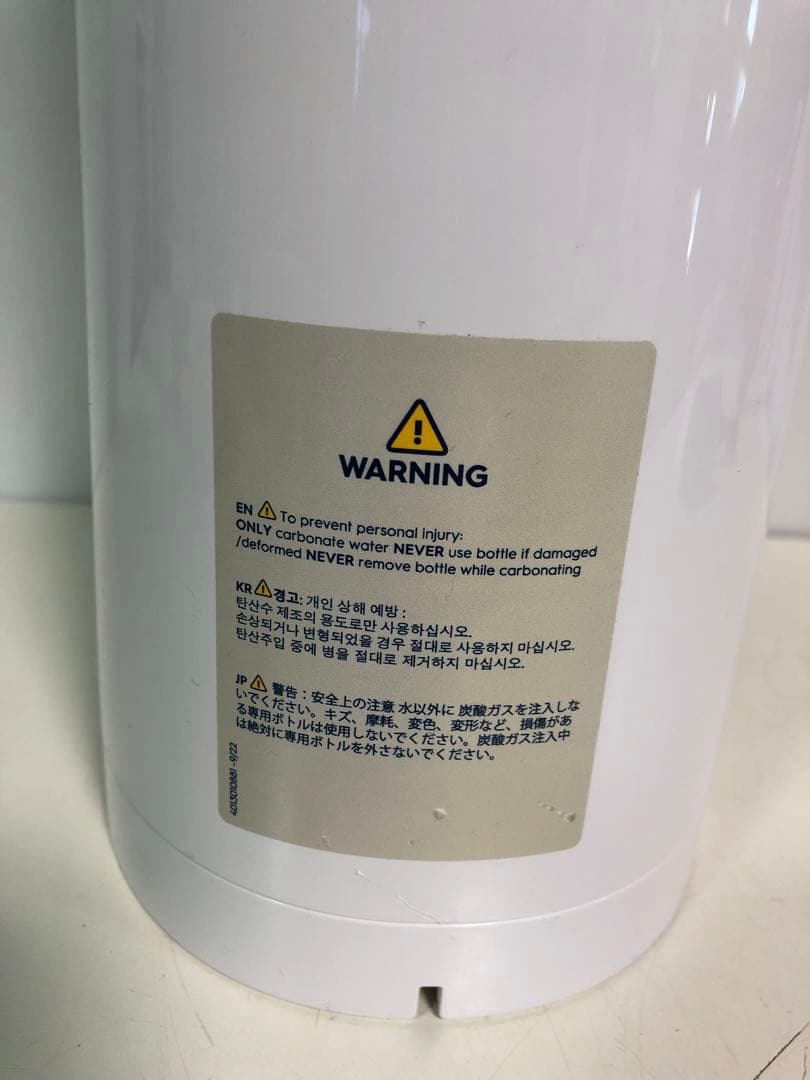 WARNING
EN To prevent personal injury:
ONLY carbonate water NEVER use bottle if damaged
/deformed NEVER remove bottle while carbonating
KR 경고: 개인 상해 예방 :
탄산수 제조의 용도로만 사용하십시오.
손상되거나 변형되었을 경우 절대로 사용하지 마십시오.
탄산주입 중에 병을 절대로 제거하지 마십시오.
JP 警告：安全上の注意 水以外に 炭酸ガスを注入しな
いでください。キズ、摩耗、変色、変形など、損傷があ
る専用ボトルは使用しないでください。炭酸ガス注入中
は絶対に専用ボトルを外さないでください。
4013010881 -9/22